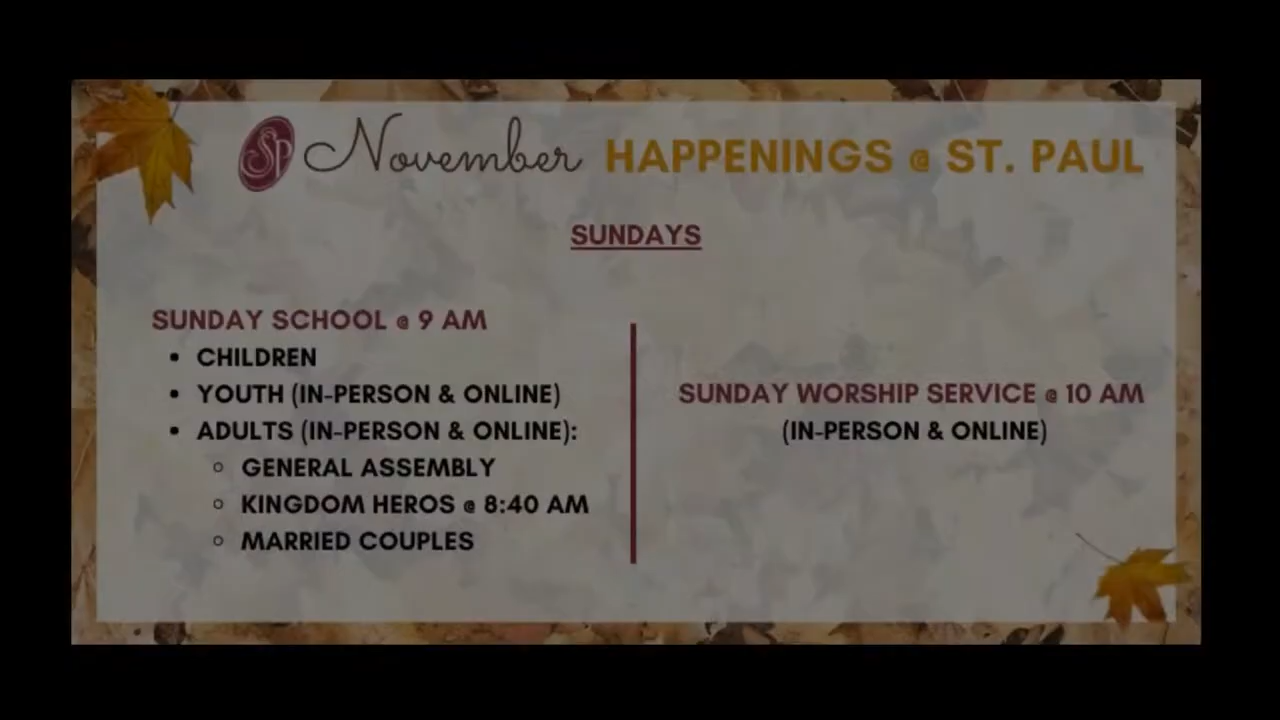 SP November HAPPENINGS @ ST. PAUL
SUNDAYS
SUNDAY SCHOOL @ 9 AM
• CHILDREN
• YOUTH (IN-PERSON & ONLINE)
• ADULTS (IN-PERSON & ONLINE):
◦ GENERAL ASSEMBLY
◦ KINGDOM HEROS @ 8:40 AM
◦ MARRIED COUPLES
SUNDAY WORSHIP SERVICE @ 10 AM
(IN-PERSON & ONLINE)